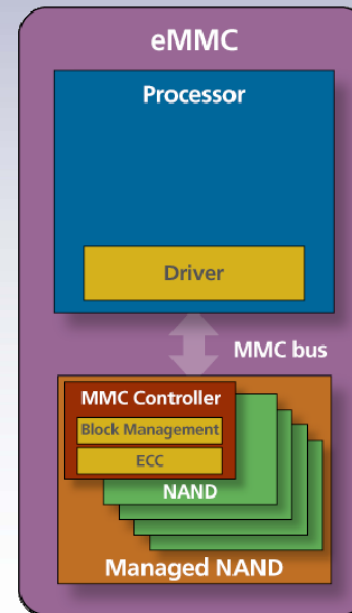 eMMC
Processor
Driver
MMC bus
MMC Controller
Block Management
ECC
NAND
Managed NAND